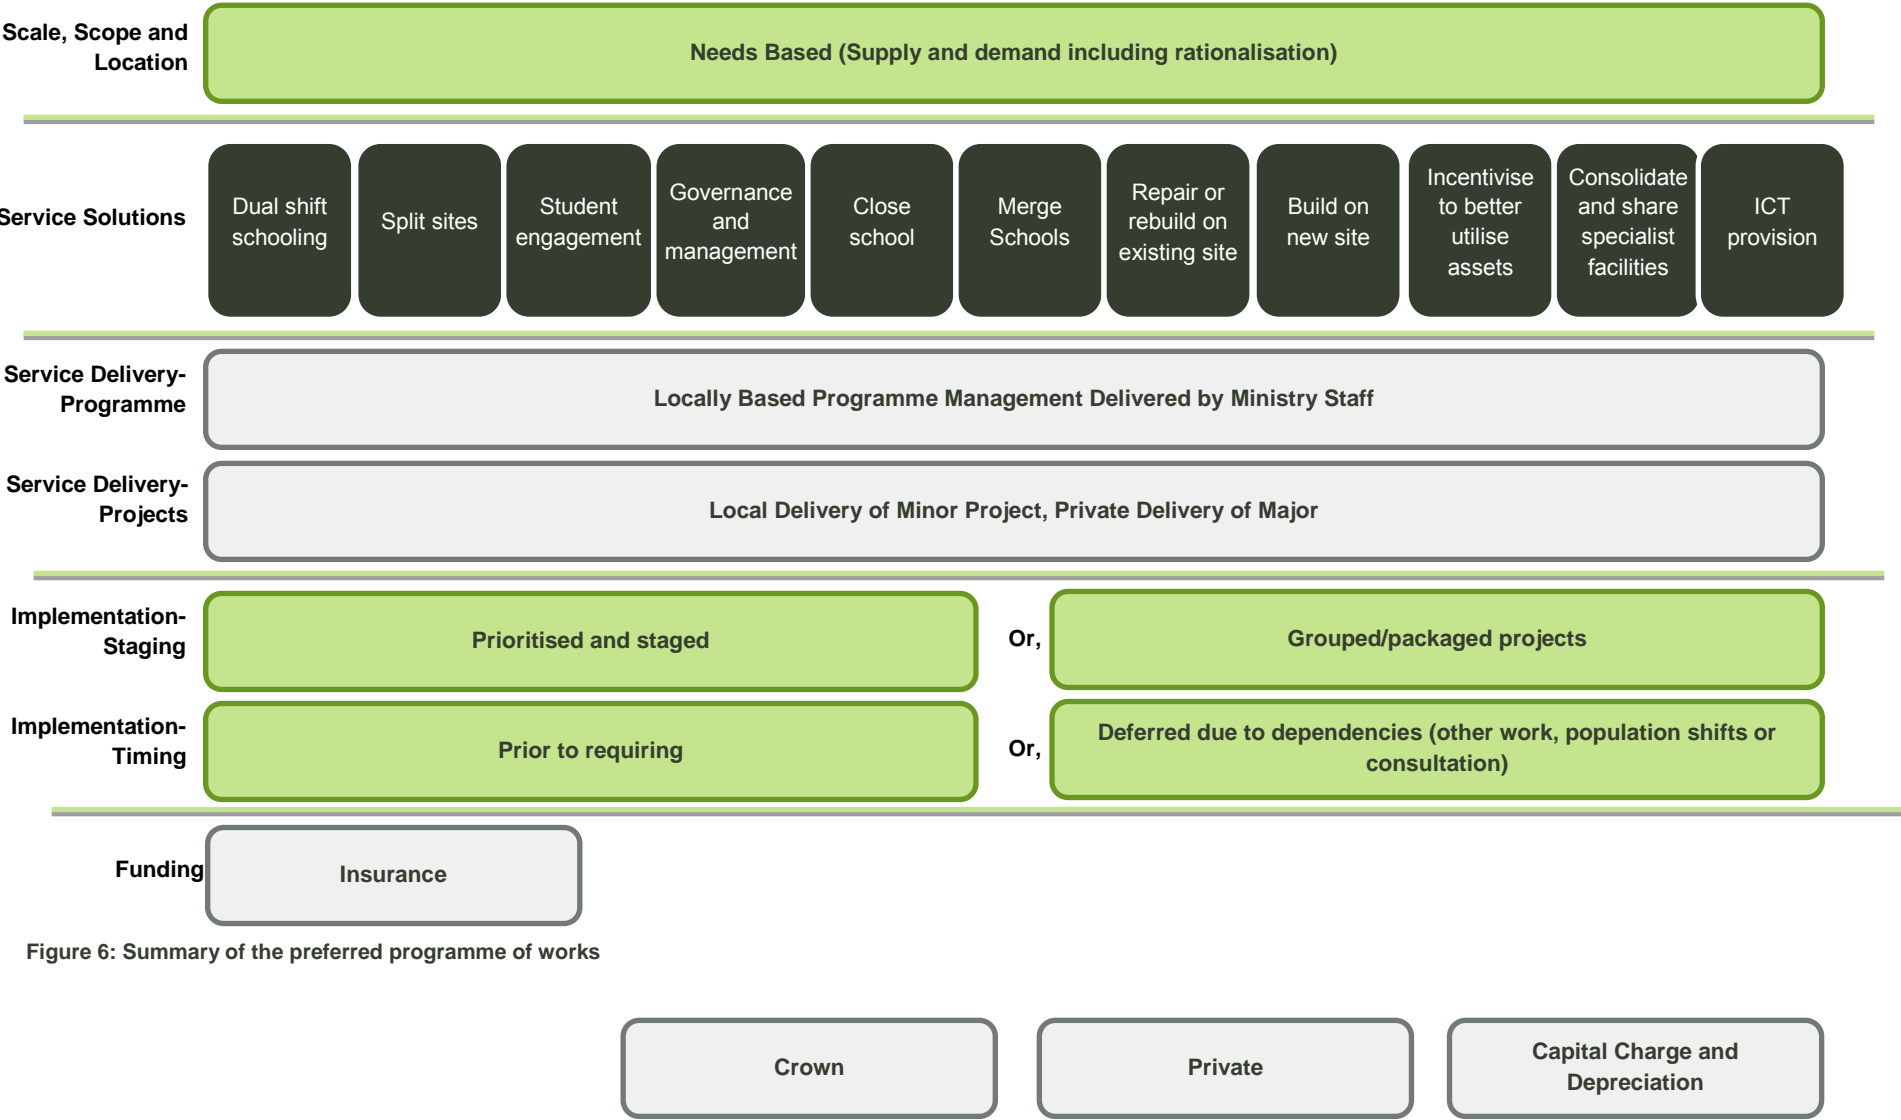 Scale, Scope and
Location
Needs Based (Supply and demand including rationalisation)
Service Solutions
Dual shift
schooling
Split sites
Student
engagement
Governance
and
management
Close
school
Merge
Schools
Repair or
rebuild on
existing site
Build on
new site
Incentivise
to better
utilise
assets
Consolidate
and share
specialist
facilities
ICT
provision
Service Delivery-
Programme
Locally Based Programme Management Delivered by Ministry Staff
Service Delivery-
Projects
Local Delivery of Minor Project, Private Delivery of Major
Implementation-
Staging
Prioritised and staged
Or,
Grouped/packaged projects
Implementation-
Timing
Prior to requiring
Or,
Deferred due to dependencies (other work, population shifts or
consultation)
Funding
Insurance
Figure 6: Summary of the preferred programme of works
Crown
Private
Capital Charge and
Depreciation